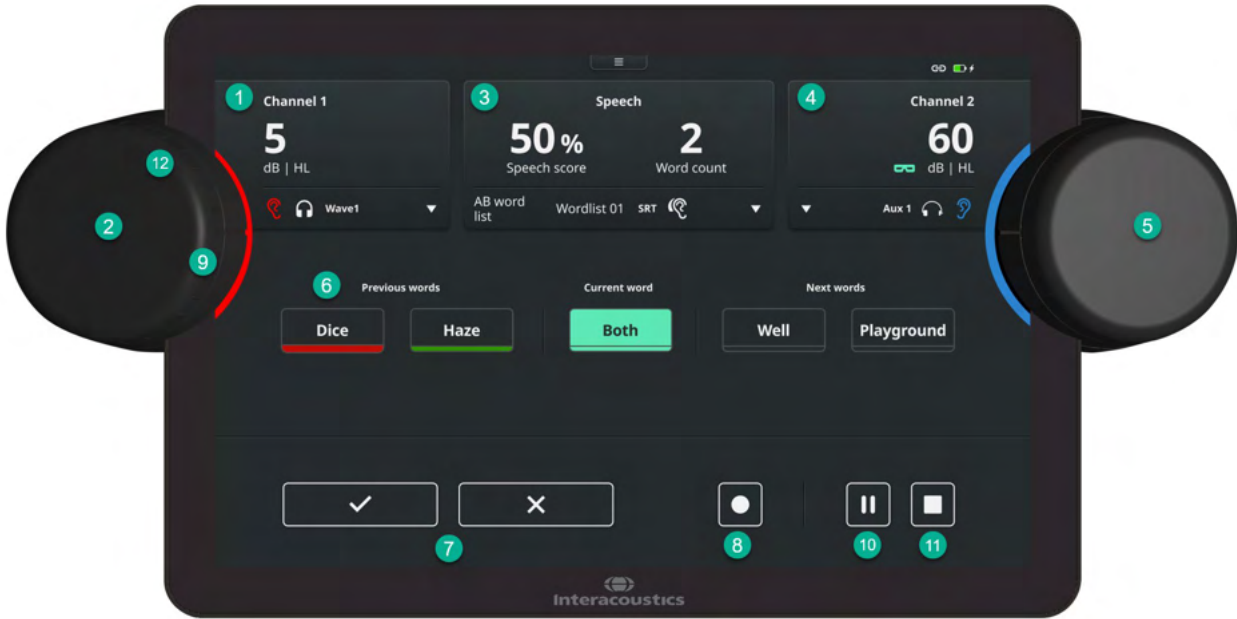 1
Channel 1
5
dB | HL
Wave1
3
Speech
50 %
Speech score
2
Word count
AB word
list
Wordlist 01
SRT
4
Channel 2
60
dB | HL
Aux 1
12
2
9
5
6
Previous words
Current word
Next words
Dice
Haze
Both
Well
Playground
7
8
10
11
Interacoustics